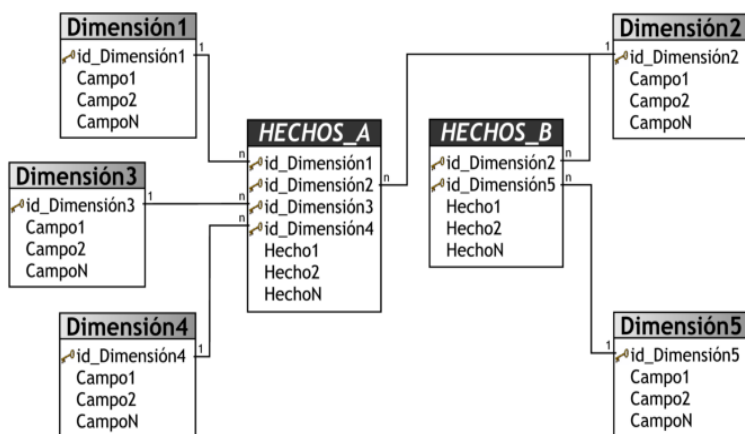 Dimensión1
1
id_Dimensión1
Campo1
Campo2
CampoN
Dimensión3
1
id_Dimensión3
Campo1
Campo2
CampoN
Dimensión4
1
id_Dimensión4
Campo1
Campo2
CampoN
HECHOS_A
n
id_Dimensión1
id_Dimensión2
n
n
id_Dimensión3
n
id_Dimensión4
Hecho1
Hecho2
HechoN
HECHOS_B
id_Dimensión2
n
id_Dimensión5
n
Hecho1
Hecho2
HechoN
Dimensión2
1
id_Dimensión2
Campo1
Campo2
CampoN
Dimensión5
1
id_Dimensión5
Campo1
Campo2
CampoN